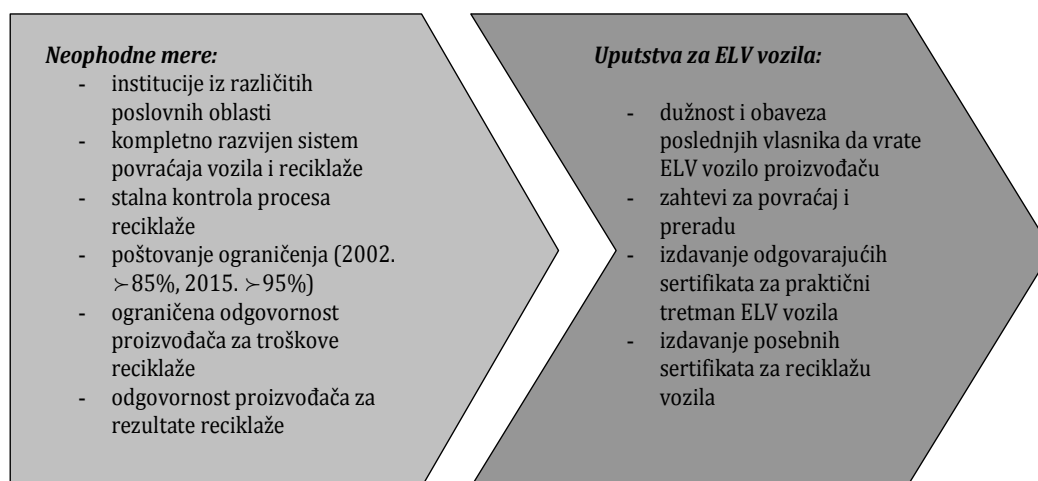 Neophodne mere:
- institucije iz različitih
poslovnih oblasti
- kompletno razvijen sistem
povraćaja vozila i reciklaže
- stalna kontrola procesa
reciklaže
- poštovanje ograničenja (2002.
≻85%, 2015. ≻95%)
- ograničena odgovornost
proizvođača za troškove
reciklaže
- odgovornost proizvođača za
rezultate reciklaže
Uputstva za ELV vozila:
- dužnost i obaveza
poslednjih vlasnika da vrate
ELV vozilo proizvođaču
- zahtevi za povraćaj i
preradu
- izdavanje odgovarajućih
sertifikata za praktični
tretman ELV vozila
- izdavanje posebnih
sertifikata za reciklažu
vozila